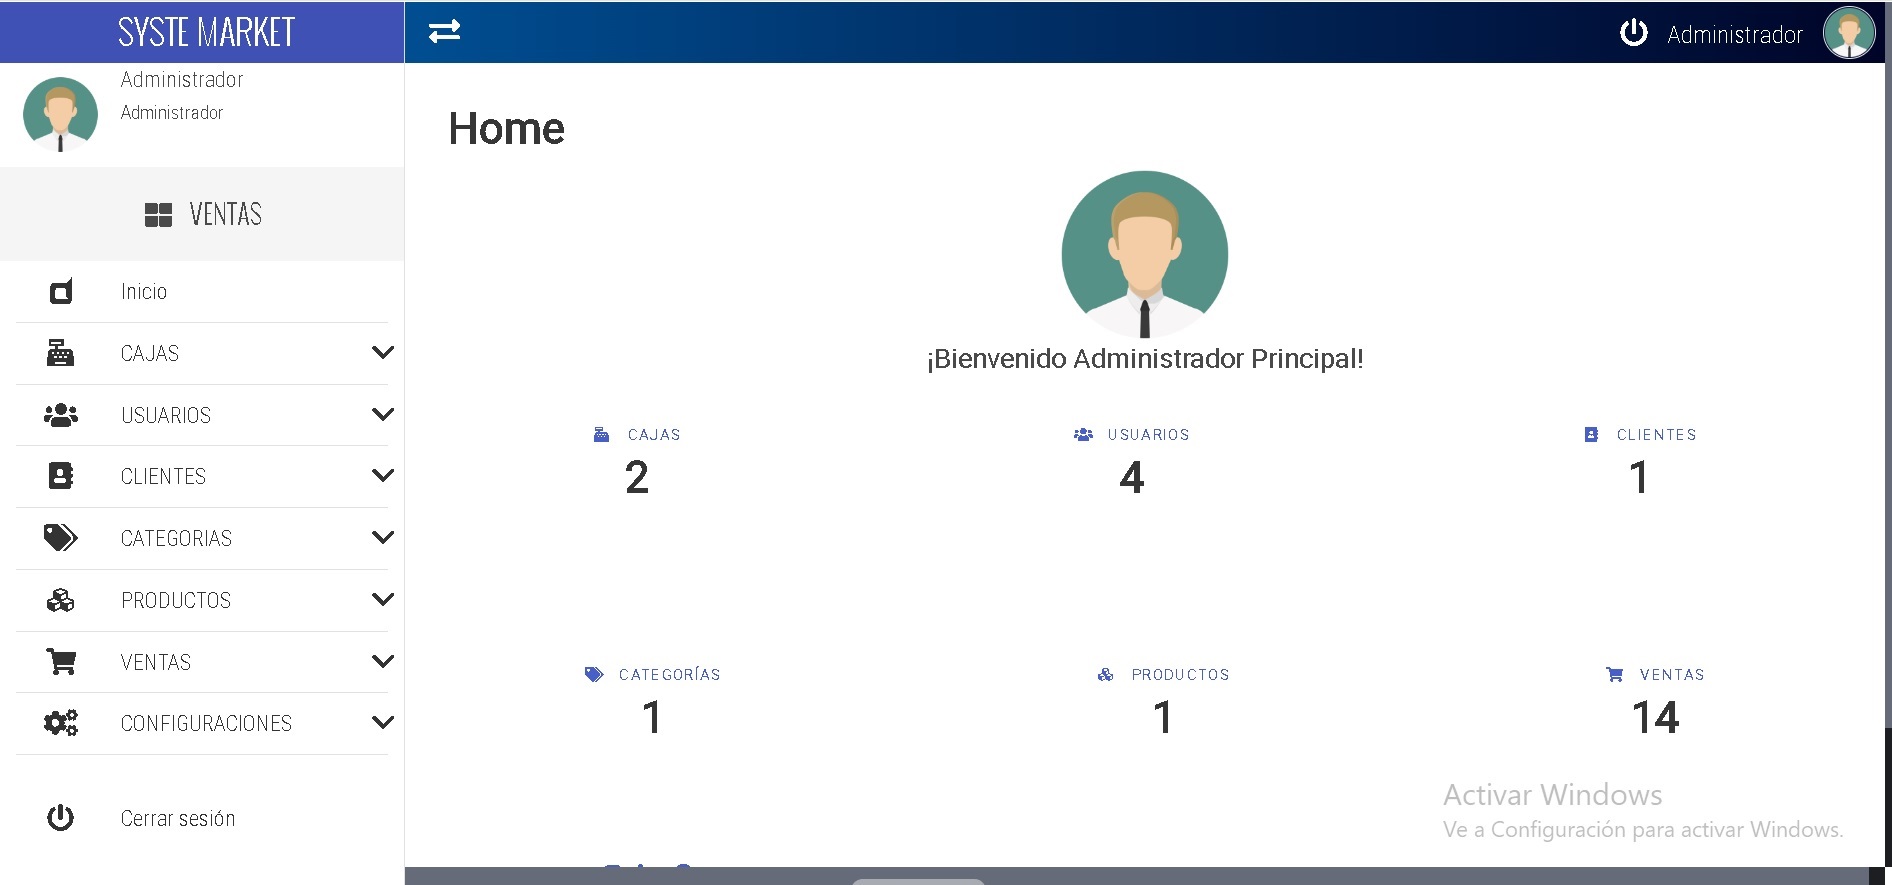 SYSTE MARKET
Administrador
Administrador
Administrador
VENTAS
Inicio
CAJAS
USUARIOS
CLIENTES
CATEGORIAS
PRODUCTOS
VENTAS
CONFIGURACIONES
Cerrar sesión
Home
¡Bienvenido Administrador Principal!
CAJAS
2
USUARIOS
4
CLIENTES
1
CATEGORÍAS
1
PRODUCTOS
1
VENTAS
14
Activar Windows
Ve a Configuración para activar Windows.